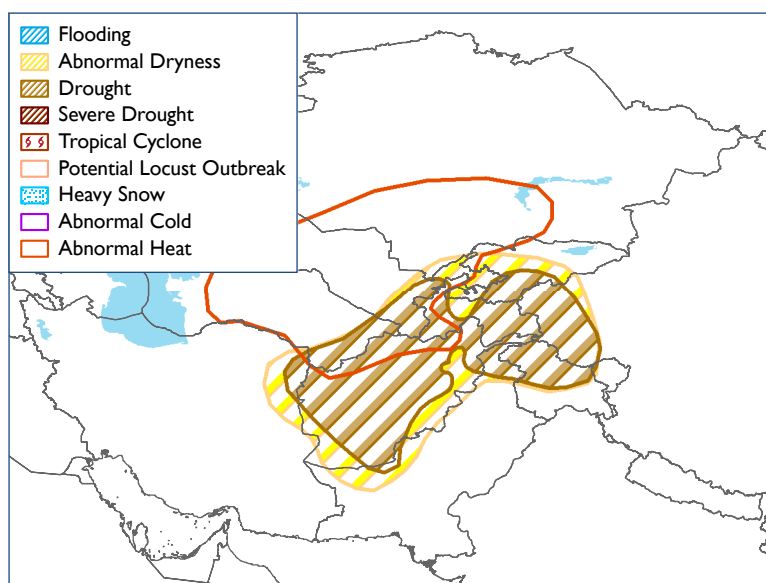 Flooding
Abnormal Dryness
Drought
Severe Drought
Tropical Cyclone
Potential Locust Outbreak
Heavy Snow
Abnormal Cold
Abnormal Heat